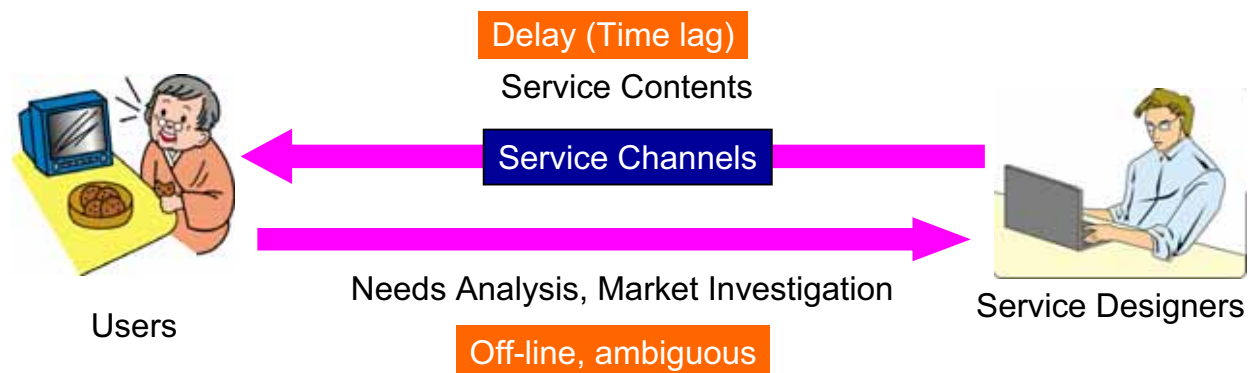 Delay (Time lag)
Service Contents
Service Channels
Needs Analysis, Market Investigation
Users
Service Designers
Off-line, ambiguous